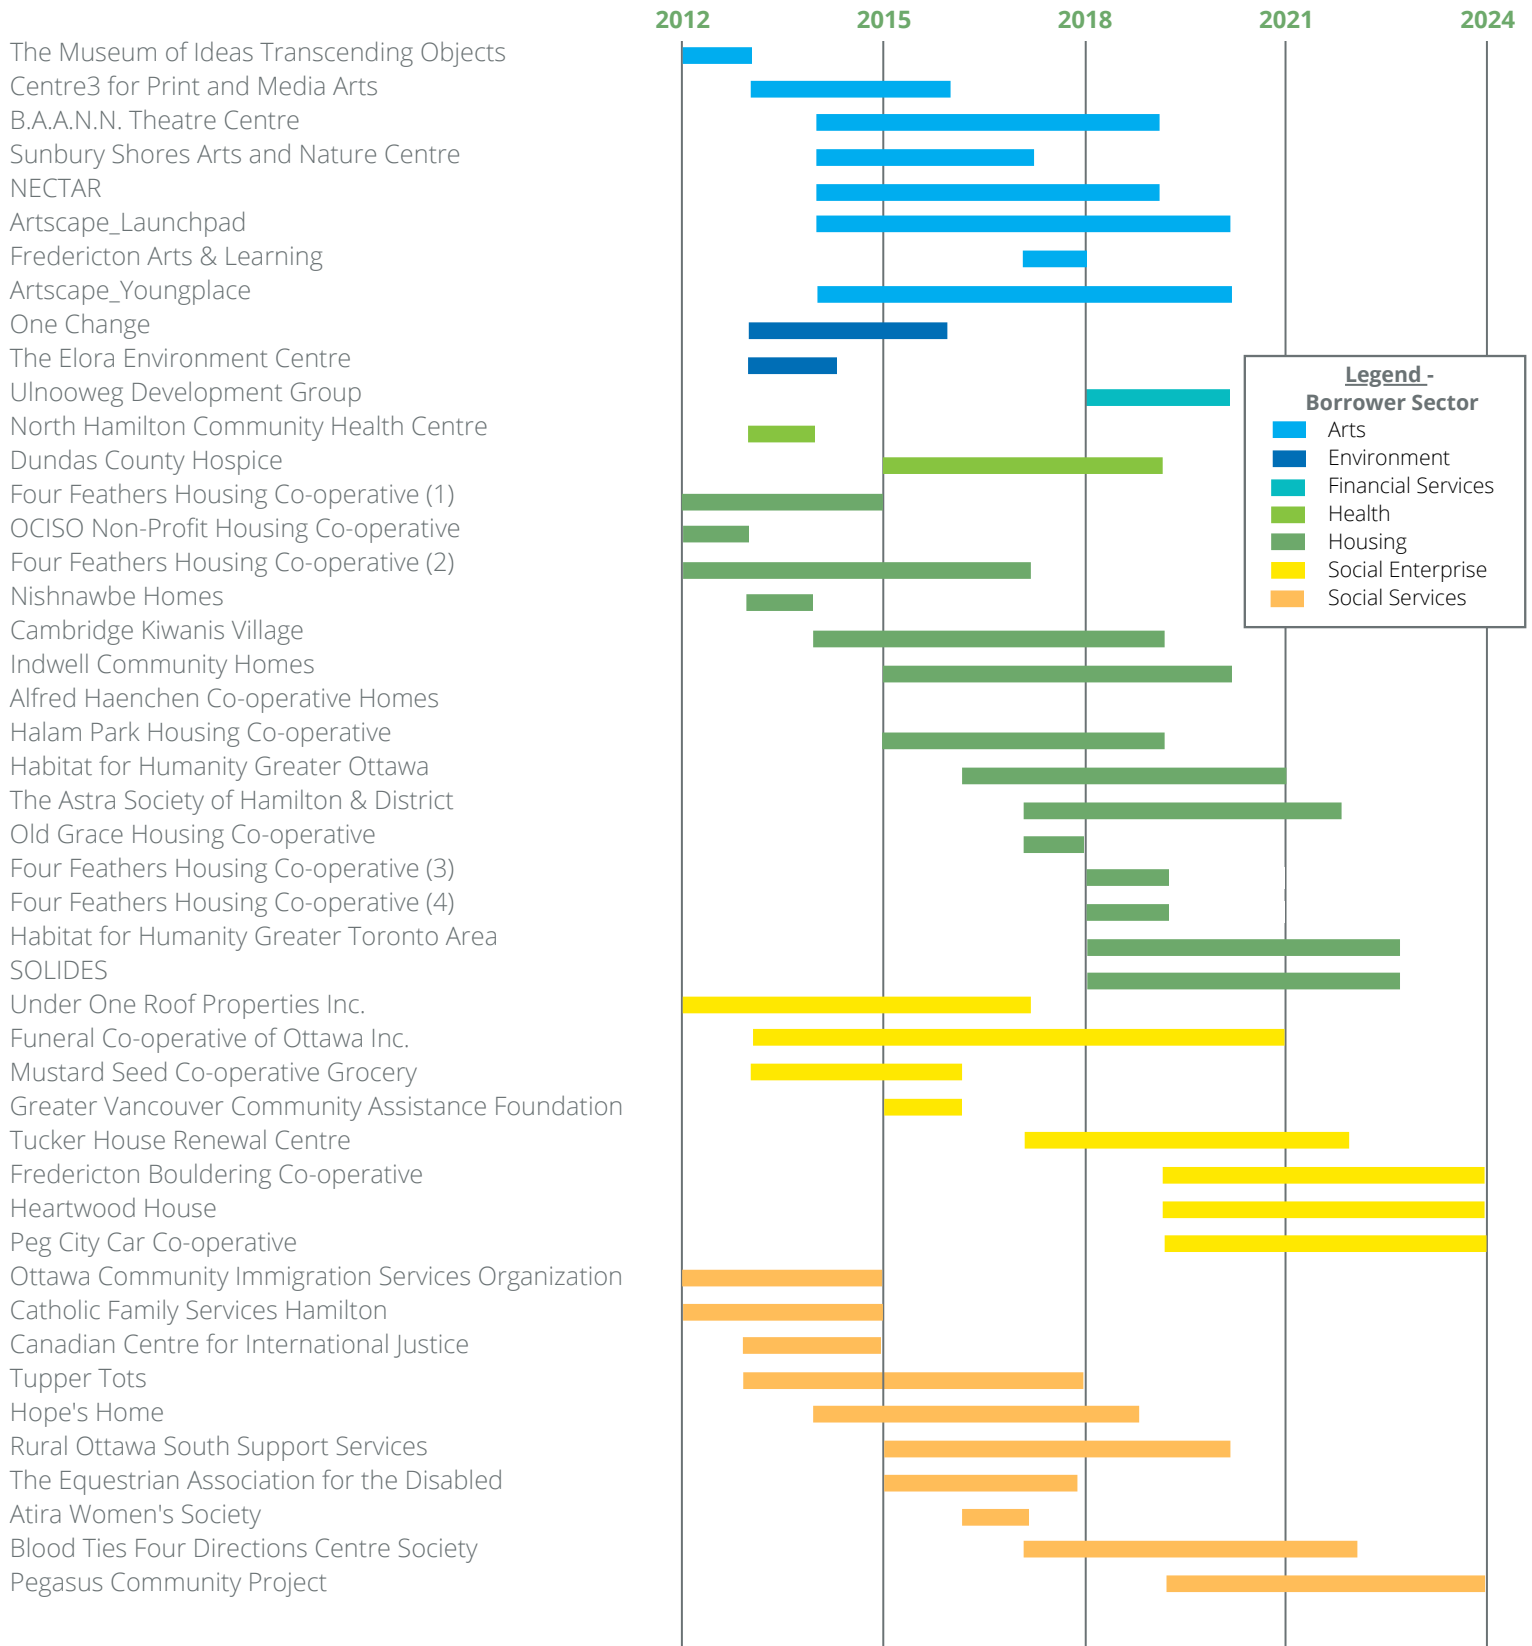 2012 2015 2018 2021 2024
The Museum of Ideas Transcending Objects
Centre3 for Print and Media Arts
B.A.A.N.N. Theatre Centre
Sunbury Shores Arts and Nature Centre
NECTAR
Artscape_Launchpad
Fredericton Arts & Learning
Artscape_Youngplace
One Change
The Elora Environment Centre
Ulnooweg Development Group
North Hamilton Community Health Centre
Dundas County Hospice
Four Feathers Housing Co-operative (1)
OCISO Non-Profit Housing Co-operative
Four Feathers Housing Co-operative (2)
Nishnawbe Homes
Cambridge Kiwanis Village
Indwell Community Homes
Alfred Haenchen Co-operative Homes
Halam Park Housing Co-operative
Habitat for Humanity Greater Ottawa
The Astra Society of Hamilton & District
Old Grace Housing Co-operative
Four Feathers Housing Co-operative (3)
Four Feathers Housing Co-operative (4)
Habitat for Humanity Greater Toronto Area
SOLIDES
Under One Roof Properties Inc.
Funeral Co-operative of Ottawa Inc.
Mustard Seed Co-operative Grocery
Greater Vancouver Community Assistance Foundation
Tucker House Renewal Centre
Fredericton Bouldering Co-operative
Heartwood House
Peg City Car Co-operative
Ottawa Community Immigration Services Organization
Catholic Family Services Hamilton
Canadian Centre for International Justice
Tupper Tots
Hope's Home
Rural Ottawa South Support Services
The Equestrian Association for the Disabled
Atira Women's Society
Blood Ties Four Directions Centre Society
Pegasus Community Project
Legend -
Borrower Sector
Arts
Environment
Financial Services
Health
Housing
Social Enterprise
Social Services